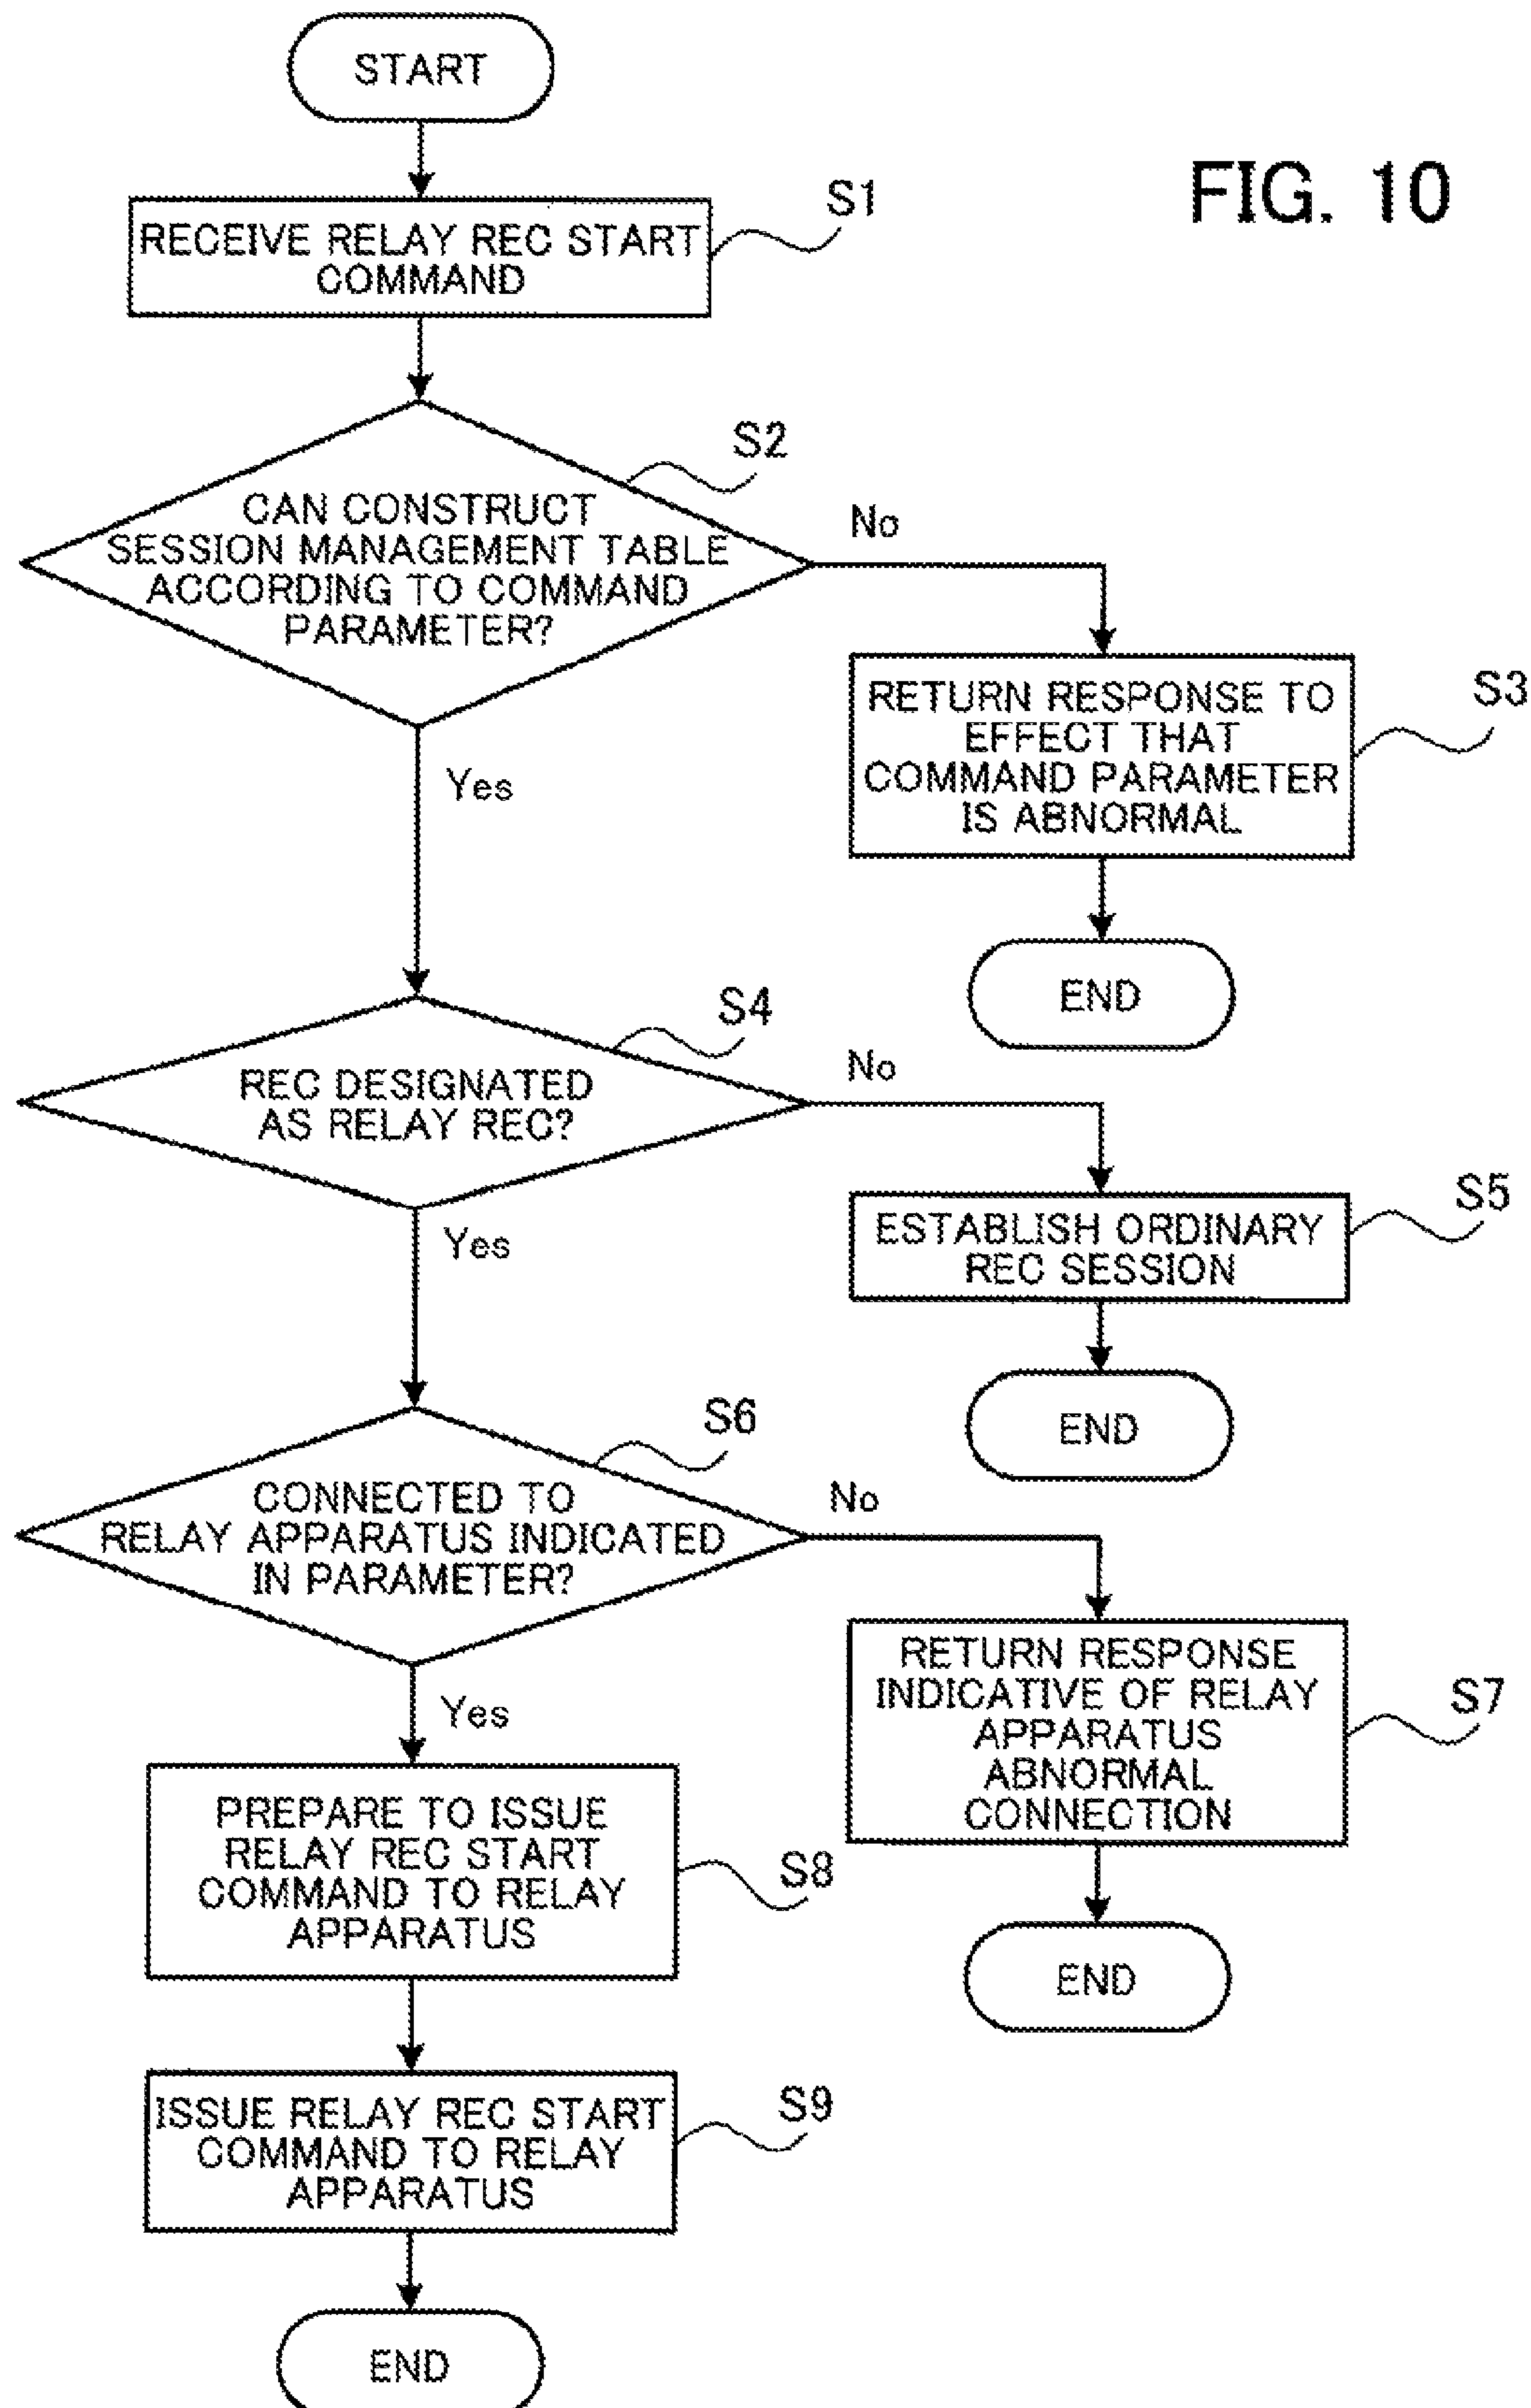 START
FIG. 10
S1
RECEIVE RELAY REC START
COMMAND
S2
CAN CONSTRUCT
SESSION MANAGEMENT TABLE
ACCORDING TO COMMAND
PARAMETER?
No
Yes
S3
RETURN RESPONSE TO
EFFECT THAT
COMMAND PARAMETER
IS ABNORMAL
END
S4
REC DESIGNATED
AS RELAY REC?
No
Yes
S5
ESTABLISH ORDINARY
REC SESSION
END
S6
CONNECTED TO
RELAY APPARATUS INDICATED
IN PARAMETER?
No
Yes
S7
RETURN RESPONSE
INDICATIVE OF RELAY
APPARATUS
ABNORMAL
CONNECTION
END
S8
PREPARE TO ISSUE
RELAY REC START
COMMAND TO RELAY
APPARATUS
S9
ISSUE RELAY REC START
COMMAND TO RELAY
APPARATUS
END